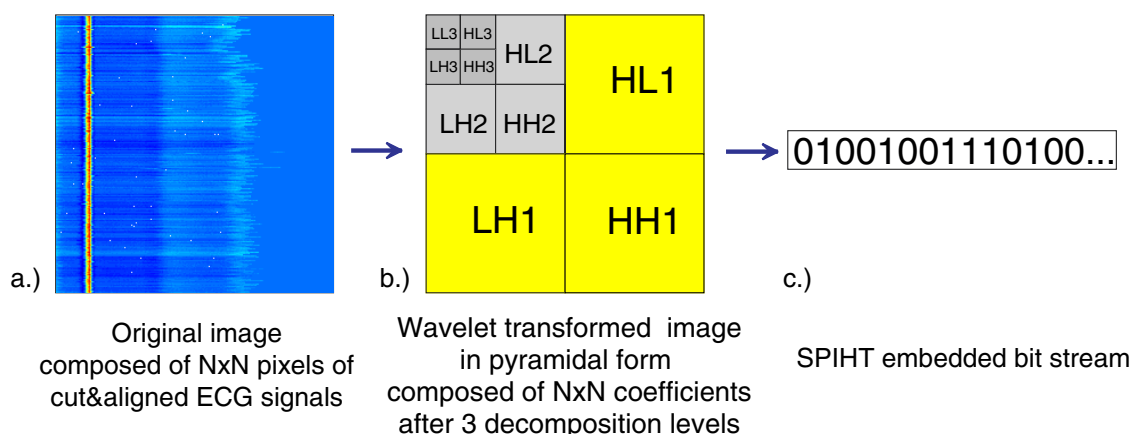 LL3 HL3
LH3 HH3
HL2
LH2 HH2
HL1
LH1
HH1
01001001110100...
a.)
b.)
c.)
Original image
composed of NxN pixels of
cut&aligned ECG signals
Wavelet transformed image
in pyramidal form
composed of NxN coefficients
after 3 decomposition levels
SPIHT embedded bit stream